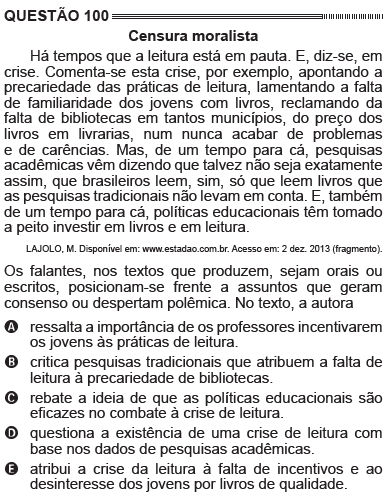 QUESTÃO 100
Censura moralista
Há tempos que a leitura está em pauta. E, diz-se, em
crise. Comenta-se esta crise, por exemplo, apontando a
precariedade das práticas de leitura, lamentando a falta
de familiaridade dos jovens com livros, reclamando da
falta de bibliotecas em tantos municípios, do preço dos
livros em livrarias, num nunca acabar de problemas
e de carências. Mas, de um tempo para cá, pesquisas
acadêmicas vêm dizendo que talvez não seja exatamente
assim, que brasileiros leem, sim, só que leem livros que
as pesquisas tradicionais não levam em conta. E, também
de um tempo para cá, políticas educacionais têm tomado
a peito investir em livros e em leitura.
LAJOLO, M. Disponível em: www.estadao.com.br. Acesso em: 2 dez. 2013 (fragmento).
Os falantes, nos textos que produzem, sejam orais ou
escritos, posicionam-se frente a assuntos que geram
consenso ou despertam polêmica. No texto, a autora
A ressalta a importância de os professores incentivarem
os jovens às práticas de leitura.
B critica pesquisas tradicionais que atribuem a falta de
leitura à precariedade de bibliotecas.
C rebate a ideia de que as políticas educacionais são
eficazes no combate à crise de leitura.
D questiona a existência de uma crise de leitura com
base nos dados de pesquisas acadêmicas.
E atribui a crise da leitura à falta de incentivos e ao
desinteresse dos jovens por livros de qualidade.